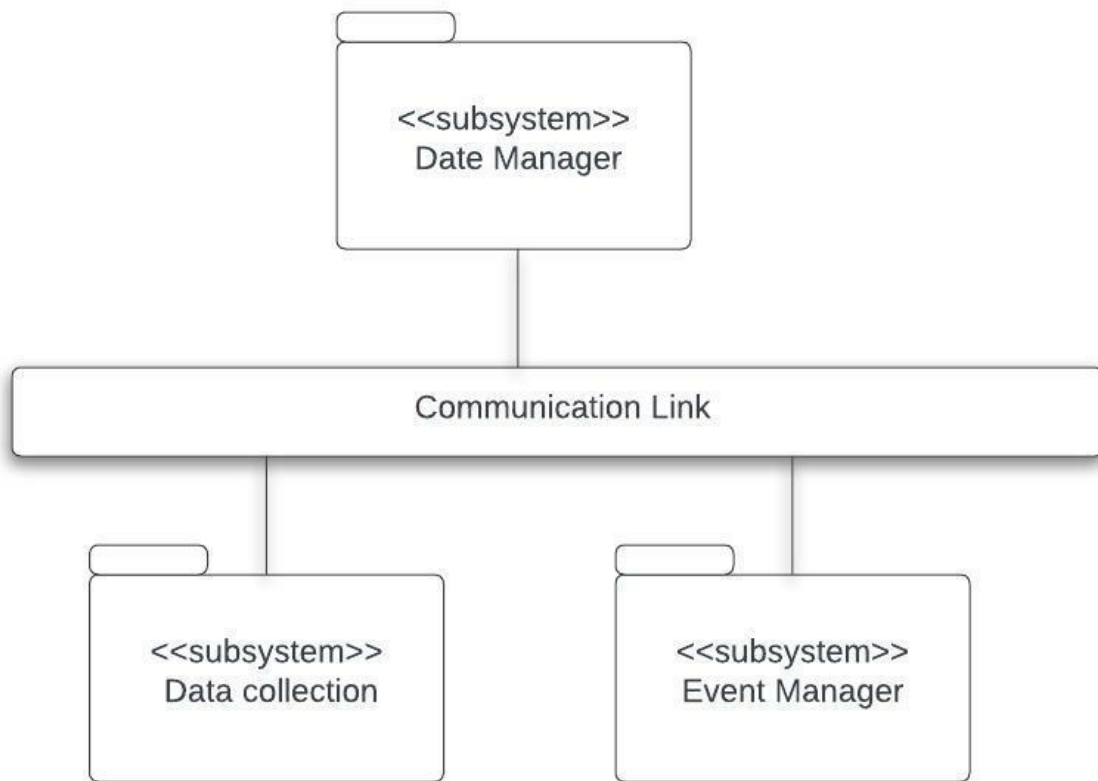 <<subsystem>>
Date Manager
Communication Link
<<subsystem>>
Data collection
<<subsystem>>
Event Manager